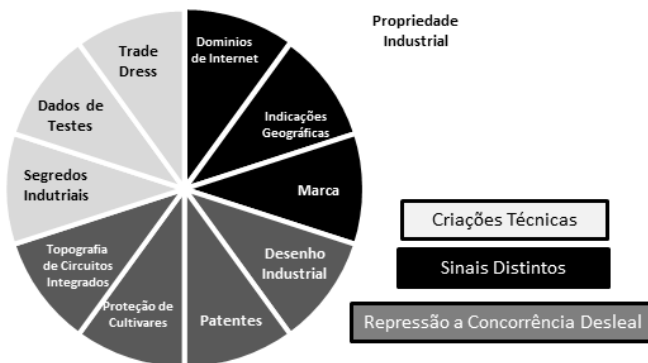 Propriedade
Industrial
Dominios
de Internet
Indicações
Geográficas
Marca
Desenho
Industrial
Patentes
Proteção de
Cultivares
Topografia
de Circuitos
Integrados
Segredos
Indutriais
Dados de
Testes
Trade
Dress
Criações Técnicas
Sinais Distintos
Repressão a Concorrência Desleal